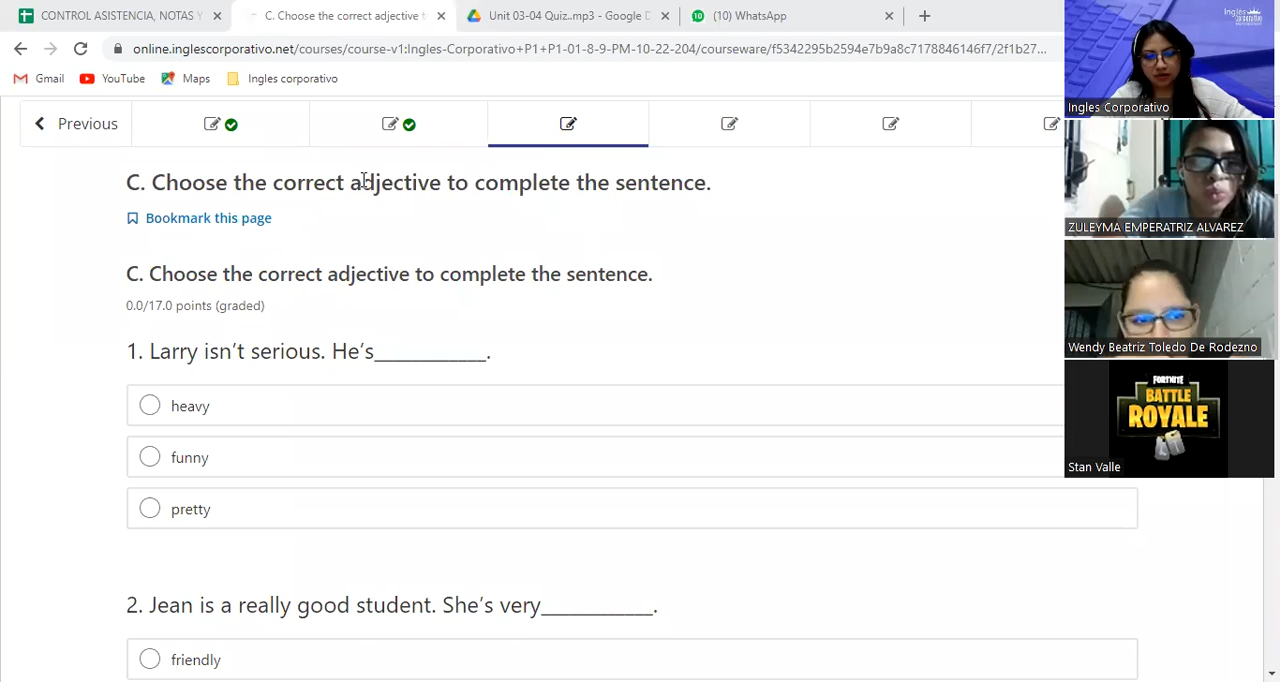 CONTROL ASISTENCIA, NOTAS Y
C. Choose the correct adjective t
Unit 03-04 Quiz..mp3 - Google D
(10) WhatsApp
online.inglescorporativo.net/courses/course-v1:Ingles-Corporativo+P1+P1-01-8-9-PM-10-22-204/courseware/f5342295b2594e7b9a8c7178846146f7/2f1b27...
Gmail
YouTube
Maps
Ingles corporativo
Previous
C. Choose the correct adjective to complete the sentence.
Bookmark this page
C. Choose the correct adjective to complete the sentence.
0.0/17.0 points (graded)
1. Larry isn't serious. He's___________.
heavy
funny
pretty
2. Jean is a really good student. She's very___________.
friendly
Inglés
Corporativo
Ingles Corporativo
ZULEYMA EMPERATRIZ ALVAREZ
Wendy Beatriz Toledo De Rodezno
FORTNITE
BATTLE
ROYALE
Stan Valle